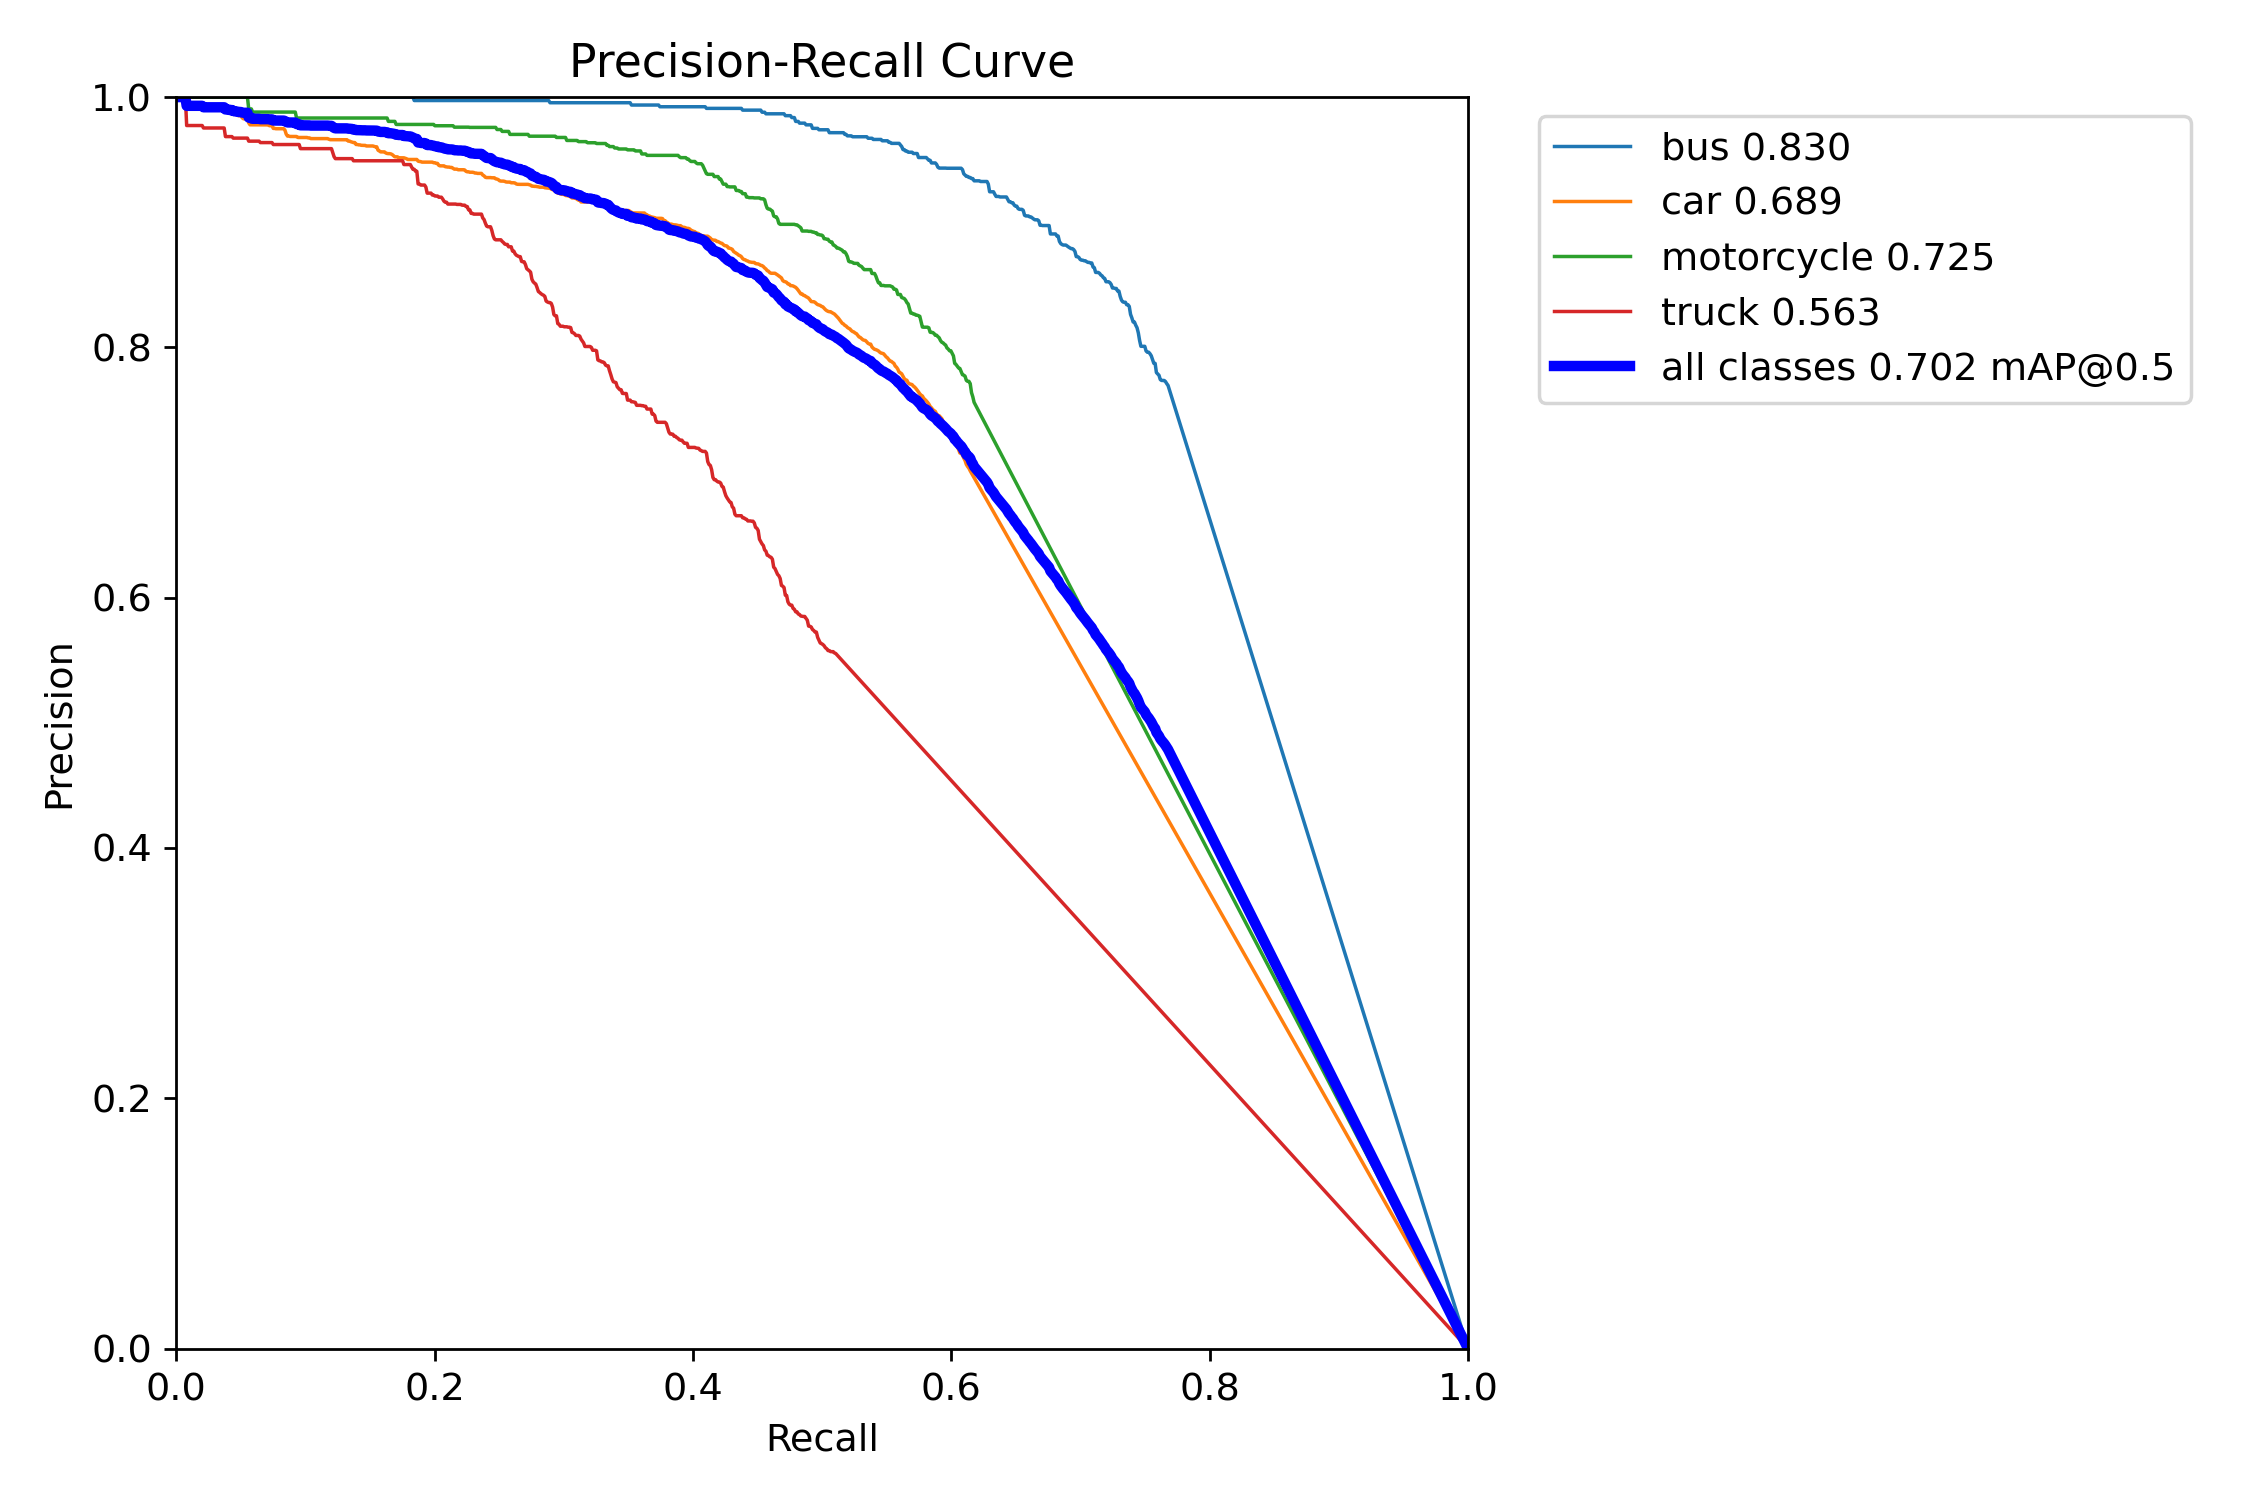 Precision-Recall Curve
1.0
0.8
0.6
0.4
0.2
0.0
Precision
0.0 0.2 0.4 0.6 0.8 1.0
Recall
bus 0.830
car 0.689
motorcycle 0.725
truck 0.563
all classes 0.702 mAP@0.5